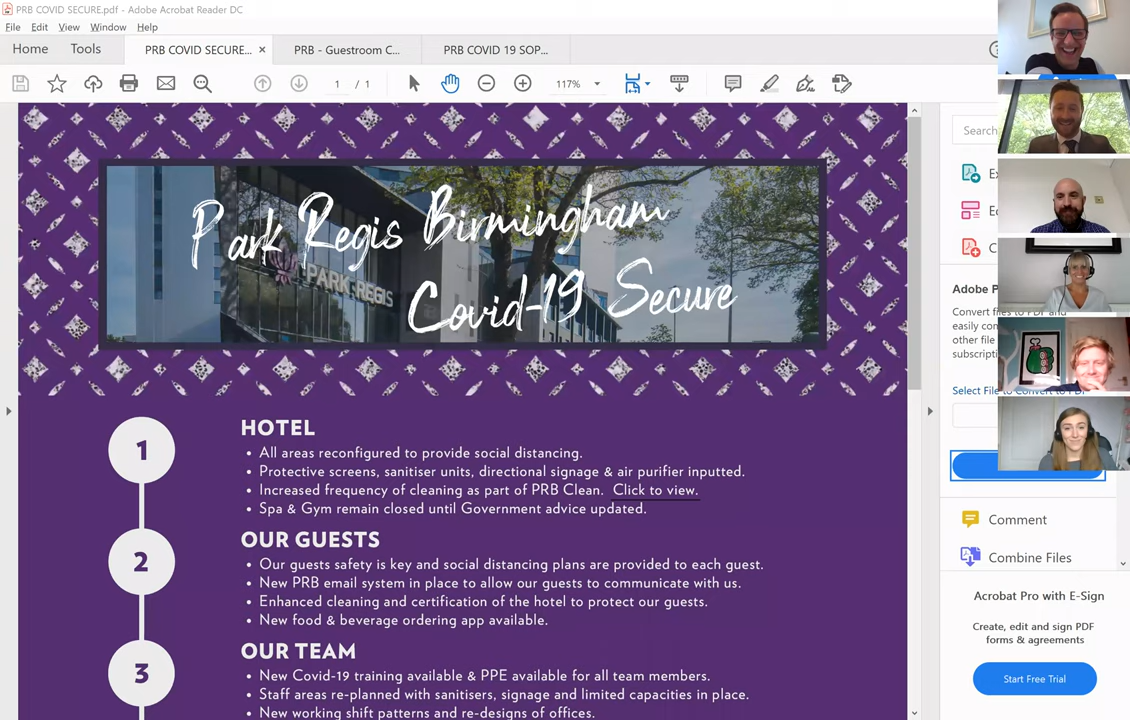 PRB COVID SECURE.pdf - Adobe Acrobat Reader DC
File Edit View Window Help
Home Tools PRB COVID SECURE... × PRB - Guestroom C... PRB COVID 19 SOP...
1 / 1 117%
Park Regis Birmingham
PARK REGIS
Covid-19 Secure
1
HOTEL
• All areas reconfigured to provide social distancing.
• Protective screens, sanitiser units, directional signage & air purifier inputted.
• Increased frequency of cleaning as part of PRB Clean. Click to view.
• Spa & Gym remain closed until Government advice updated.
2
OUR GUESTS
• Our guests safety is key and social distancing plans are provided to each guest.
• New PRB email system in place to allow our guests to communicate with us.
• Enhanced cleaning and certification of the hotel to protect our guests.
• New food & beverage ordering app available.
3
OUR TEAM
• New Covid-19 training available & PPE available for all team members.
• Staff areas re-planned with sanitisers, signage and limited capacities in place.
• New working shift patterns and re-designs of offices.
Search
Adobe P
Convert files to PDF and
easily con
other file
subscripti
Select File to Convert to PDF
Comment
Combine Files
Acrobat Pro with E-Sign
Create, edit and sign PDF
forms & agreements
Start Free Trial